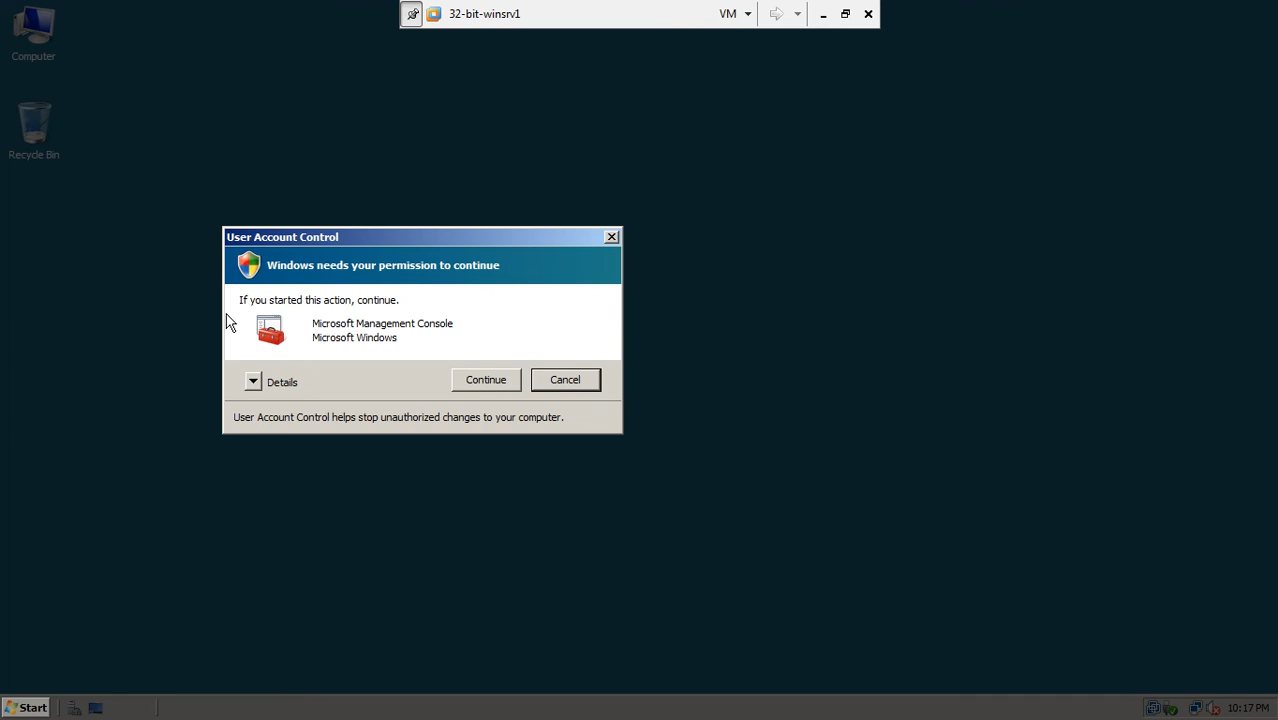 32-bit-winsrv1
VM
Computer
Recycle Bin
User Account Control
Windows needs your permission to continue
If you started this action, continue.
Microsoft Management Console
Microsoft Windows
Details
Continue
Cancel
User Account Control helps stop unauthorized changes to your computer.
Start
10:17 PM